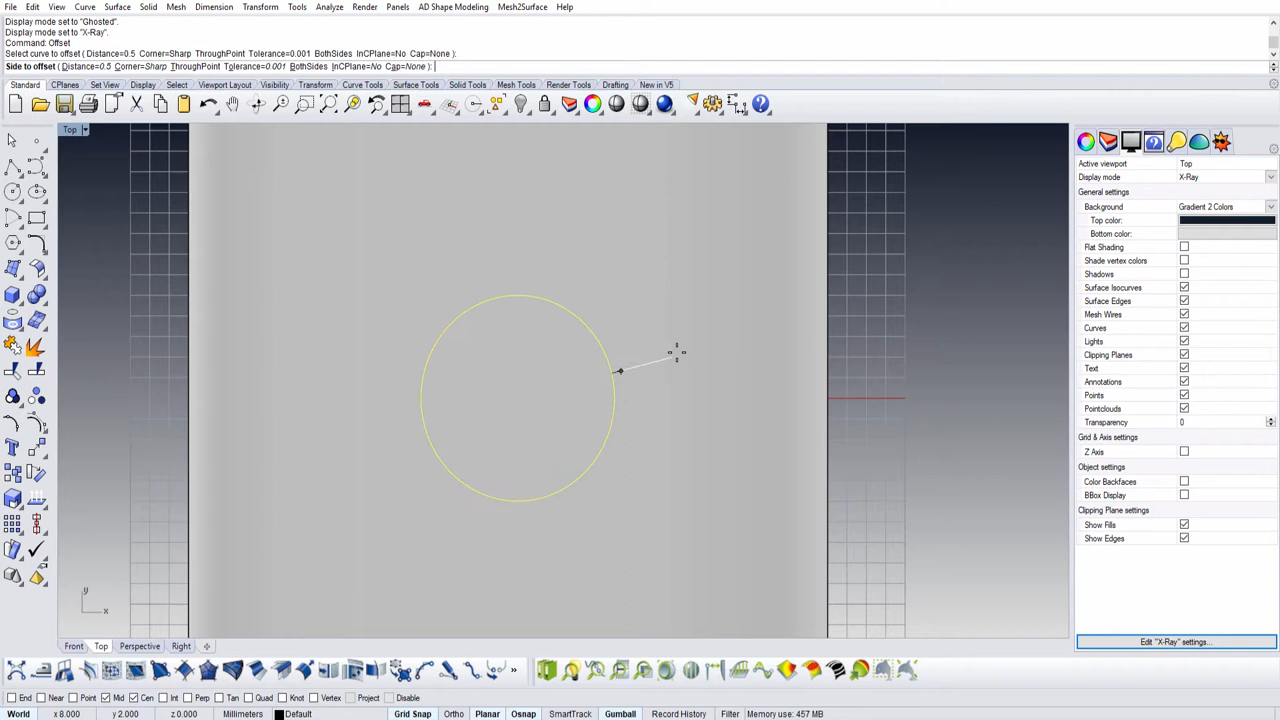 File Edit View Curve Surface Solid Mesh Dimension Transform Tools Analyze Render Panels AD Shape Modeling Mesh2Surface Help
Display mode set to "Ghosted".
Display mode set to "X-Ray".
Command: Offset
Select curve to offset ( Distance=0.5 Corner=Sharp ThroughPoint Tolerance=0.001 BothSides InCPlane=No Cap=None ):
Side to offset ( Distance=0.5 Corner=Sharp ThroughPoint Tolerance=0.001 BothSides InCPlane=No Cap=None ):
Standard CPlanes Set View Display Select Viewport Layout Visibility Transform Curve Tools Surface Tools Solid Tools Mesh Tools Render Tools Drafting New in V5
Top
Active viewport Top
Display mode X-Ray
General settings
Background Gradient 2 Colors
Top color:
Bottom color:
Flat Shading
Shade vertex colors
Shadows
Surface Isocurves
Surface Edges
Mesh Wires
Curves
Lights
Clipping Planes
Text
Annotations
Points
Pointclouds
Transparency 0
Grid & Axis settings
Z Axis
Object settings
Color Backfaces
BBox Display
Clipping Plane settings
Show Fills
Show Edges
y
x
Edit "X-Ray" settings...
Front Top Perspective Right
End Near Point Mid Cen Int Perp Tan Quad Knot Vertex Project Disable
World x 8.000 y 2.000 z 0.000 Millimeters Default Grid Snap Ortho Planar Osnap SmartTrack Gumball Record History Filter Memory use: 457 MB